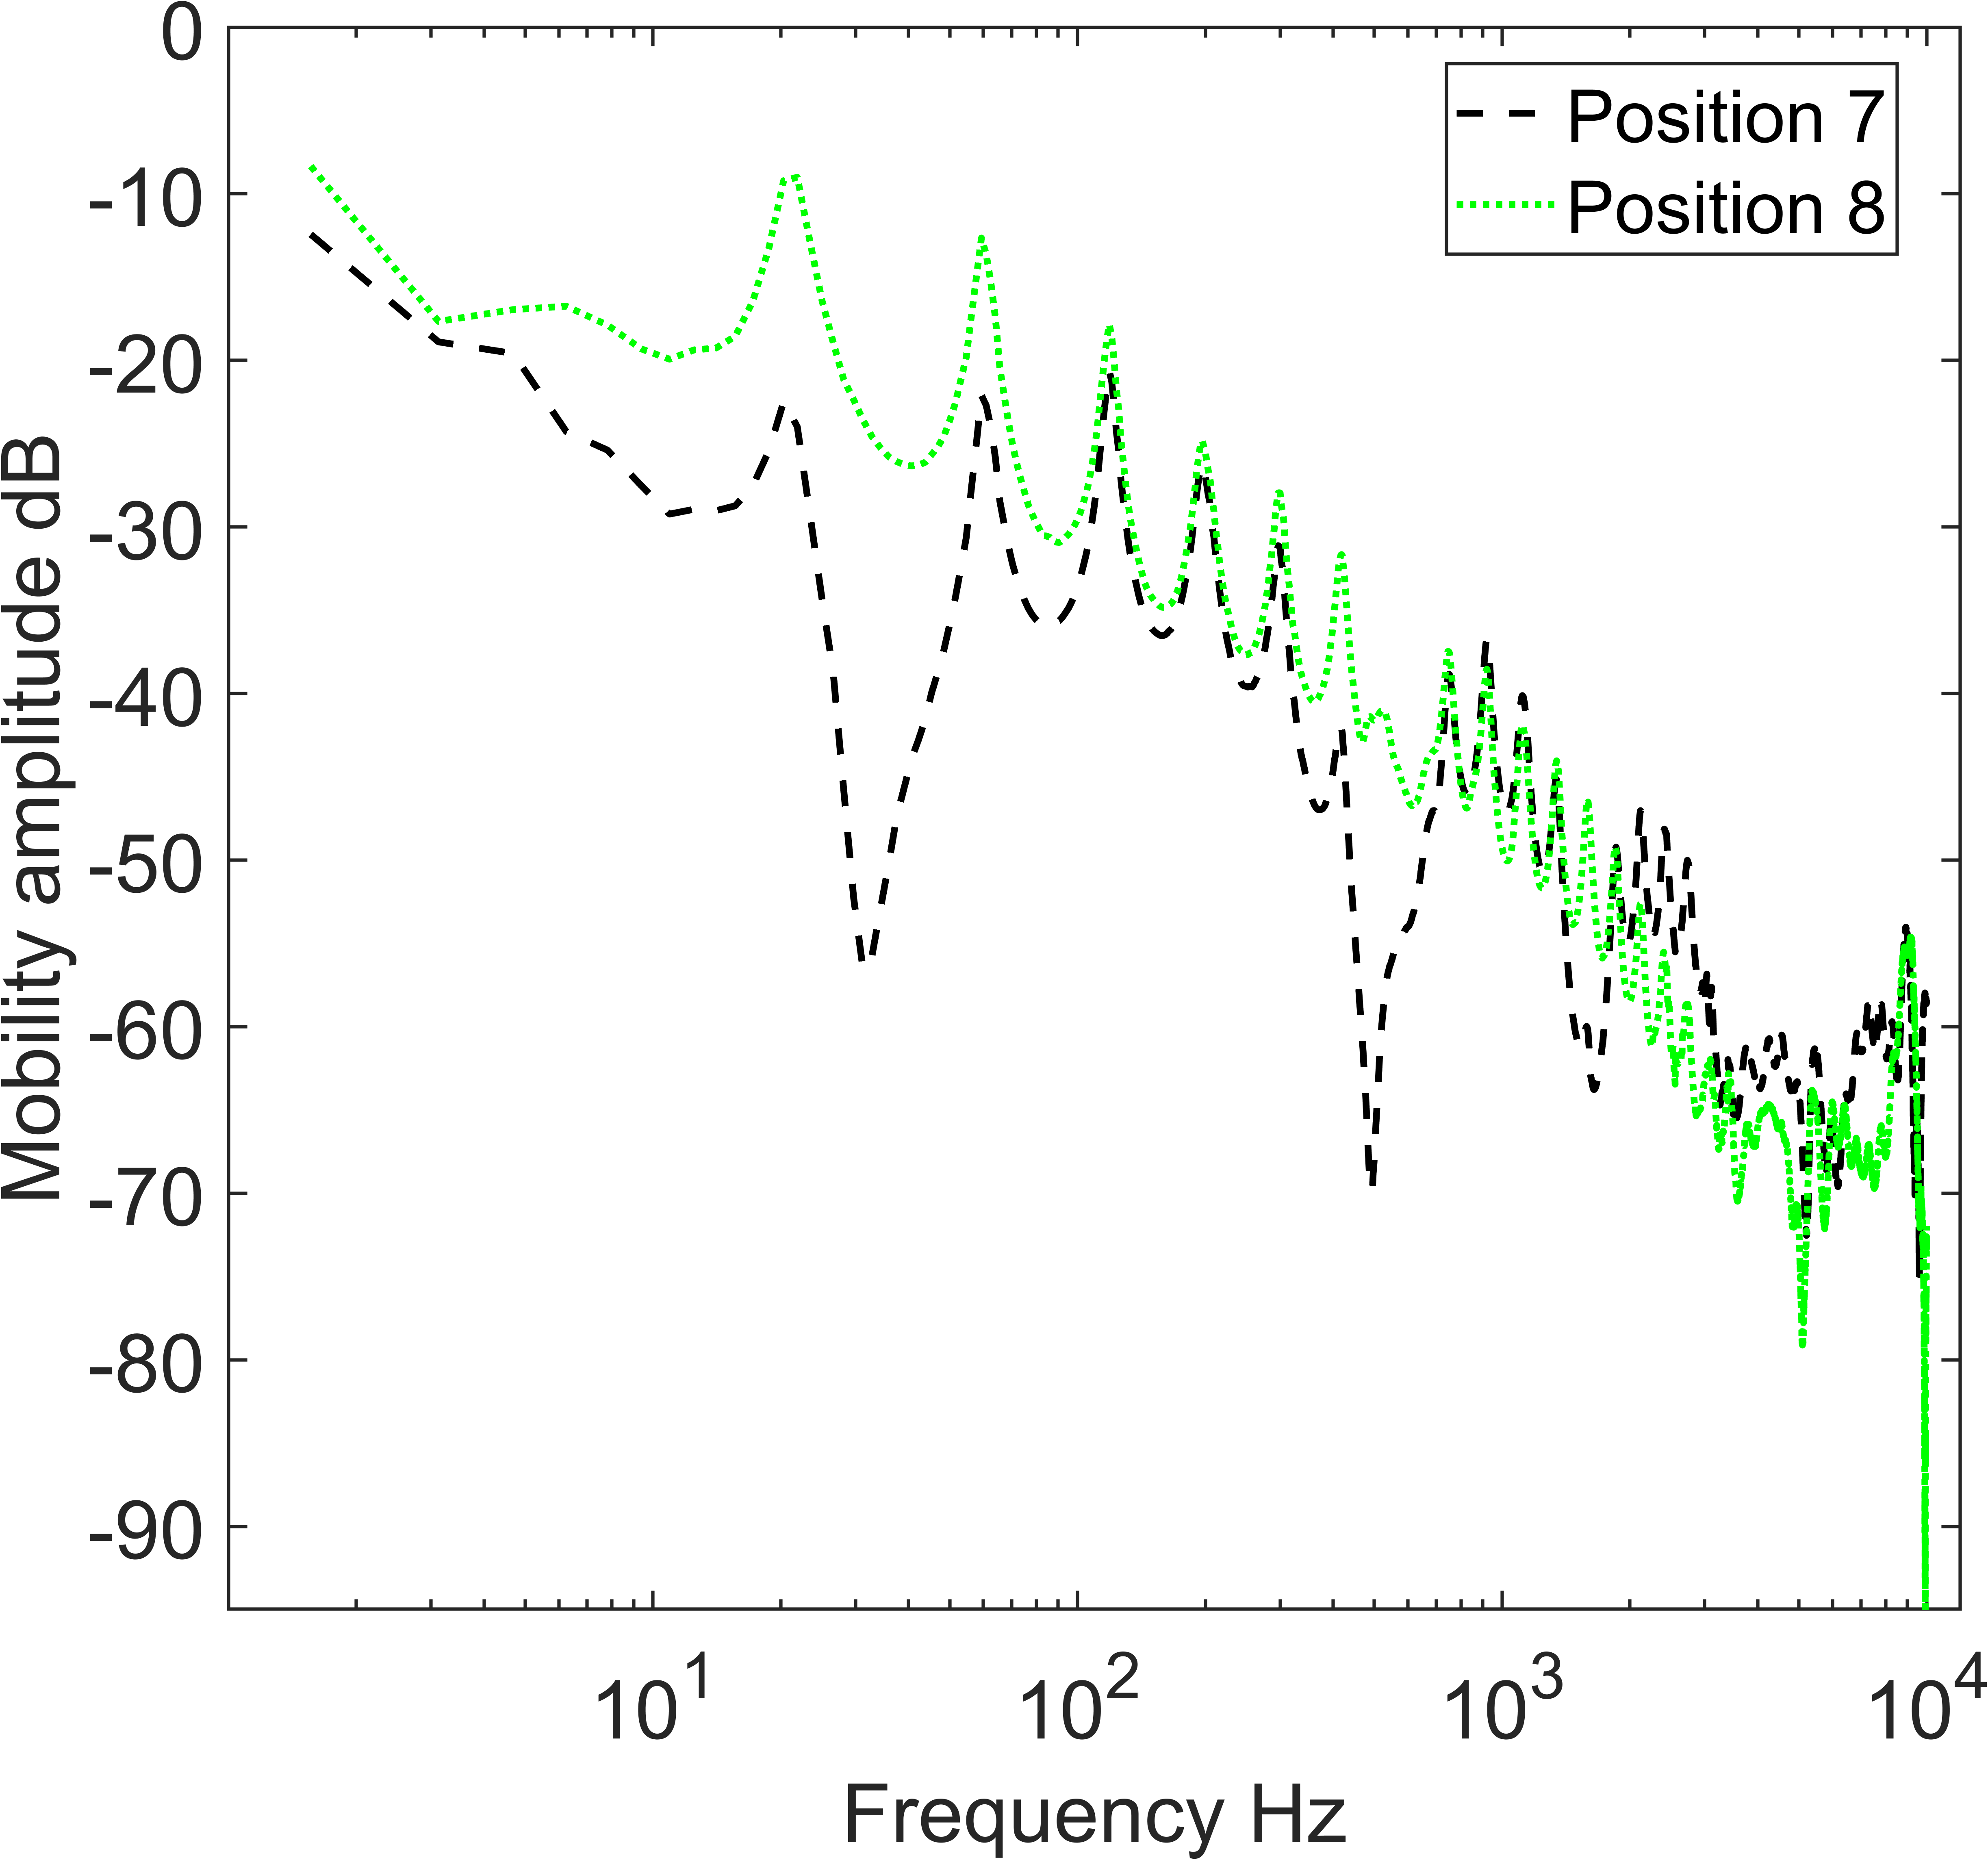 0
-10
-20
-30
-40
-50
-60
-70
-80
-90
Mobility amplitude dB
Position 7
Position 8
10^1 10^2 10^3 10^4
Frequency Hz